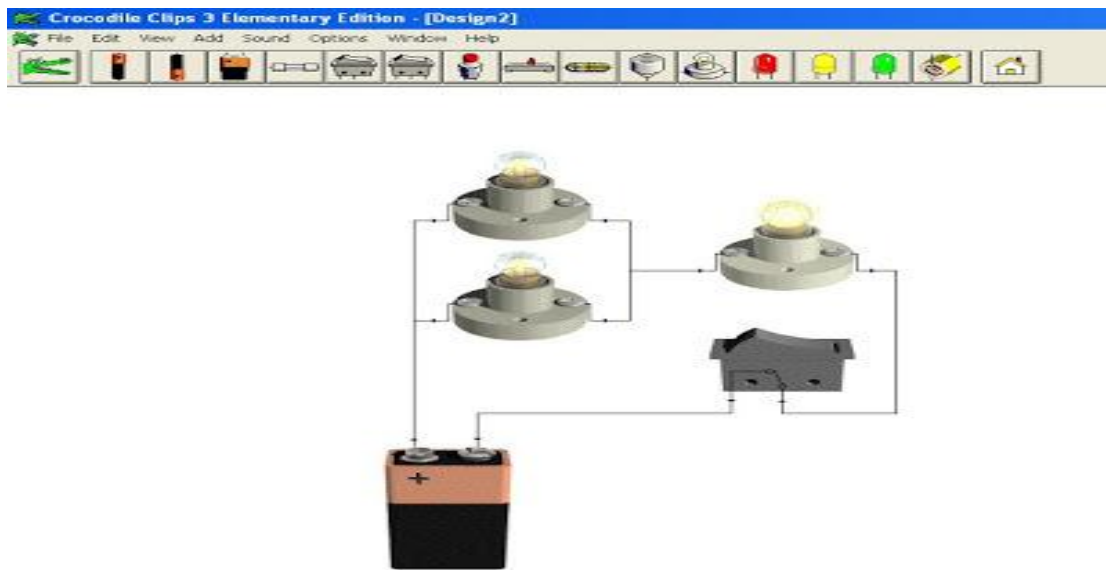 Crocodile Clips 3 Elementary Edition - [Design2]
File Edit View Add Sound Options Window Help
+